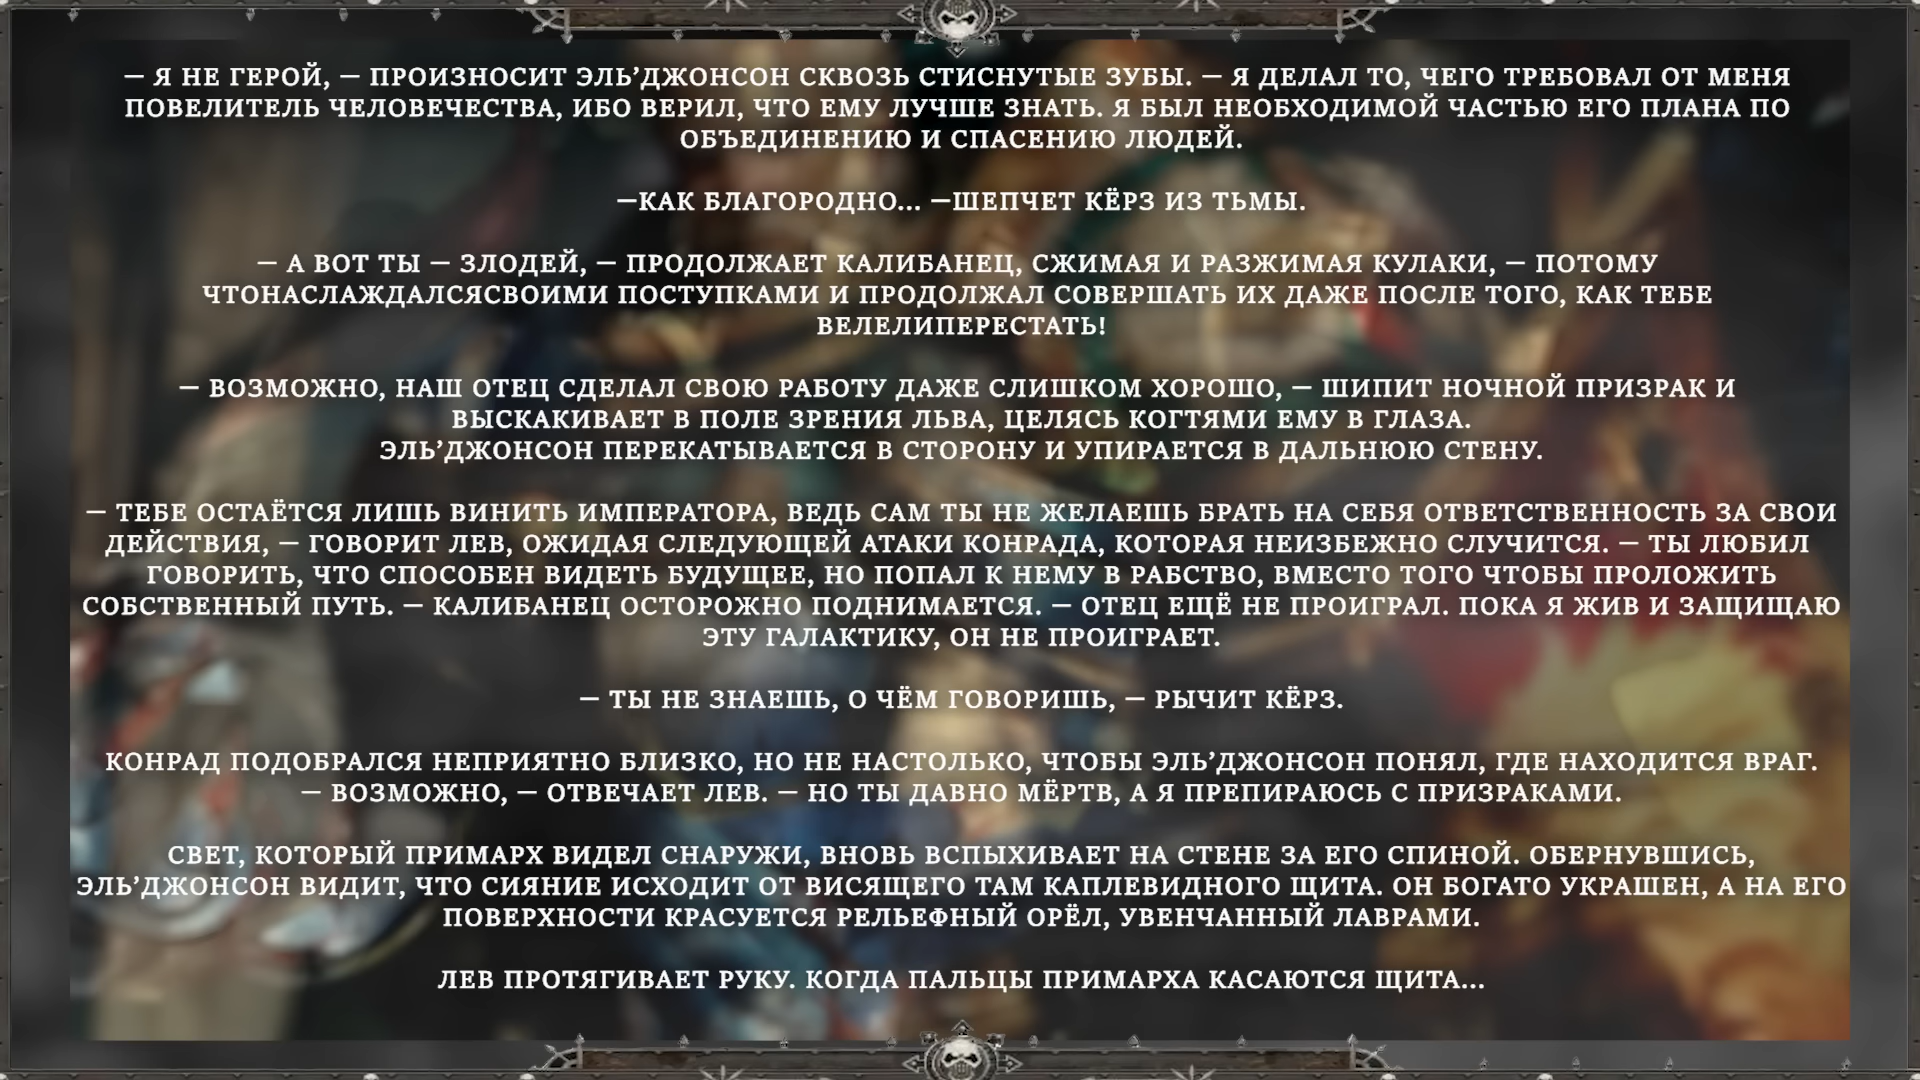 — Я НЕ ГЕРОЙ, — ПРОИЗНОСИТ ЭЛЬ’ДЖОНСОН СКВОЗЬ СТИСНУТЫЕ ЗУБЫ. — Я ДЕЛАЛ ТО, ЧЕГО ТРЕБОВАЛ ОТ МЕНЯ
ПОВЕЛИТЕЛЬ ЧЕЛОВЕЧЕСТВА, ИБО ВЕРИЛ, ЧТО ЕМУ ЛУЧШЕ ЗНАТЬ. Я БЫЛ НЕОБХОДИМОЙ ЧАСТЬЮ ЕГО ПЛАНА ПО
ОБЪЕДИНЕНИЮ И СПАСЕНИЮ ЛЮДЕЙ.
—КАК БЛАГОРОДНО... —ШЕПЧЕТ КЁРЗ ИЗ ТЬМЫ.
— А ВОТ ТЫ — ЗЛОДЕЙ, — ПРОДОЛЖАЕТ КАЛИБАНЕЦ, СЖИМАЯ И РАЗЖИМАЯ КУЛАКИ, — ПОТОМУ
ЧТОНАСЛАЖДАЛСЯСВОИМИ ПОСТУПКАМИ И ПРОДОЛЖАЛ СОВЕРШАТЬ ИХ ДАЖЕ ПОСЛЕ ТОГО, КАК ТЕБЕ
ВЕЛЕЛИПЕРЕСТАТЬ!
— ВОЗМОЖНО, НАШ ОТЕЦ СДЕЛАЛ СВОЮ РАБОТУ ДАЖЕ СЛИШКОМ ХОРОШО, — ШИПИТ НОЧНОЙ ПРИЗРАК И
ВЫСКАКИВАЕТ В ПОЛЕ ЗРЕНИЯ ЛЬВА, ЦЕЛЯСЬ КОГТЯМИ ЕМУ В ГЛАЗА.
ЭЛЬ’ДЖОНСОН ПЕРЕКАТЫВАЕТСЯ В СТОРОНУ И УПИРАЕТСЯ В ДАЛЬНЮЮ СТЕНУ.
— ТЕБЕ ОСТАЁТСЯ ЛИШЬ ВИНИТЬ ИМПЕРАТОРА, ВЕДЬ САМ ТЫ НЕ ЖЕЛАЕШЬ БРАТЬ НА СЕБЯ ОТВЕТСТВЕННОСТЬ ЗА СВОИ
ДЕЙСТВИЯ, — ГОВОРИТ ЛЕВ, ОЖИДАЯ СЛЕДУЮЩЕЙ АТАКИ КОНРАДА, КОТОРАЯ НЕИЗБЕЖНО СЛУЧИТСЯ. — ТЫ ЛЮБИЛ
ГОВОРИТЬ, ЧТО СПОСОБЕН ВИДЕТЬ БУДУЩЕЕ, НО ПОПАЛ К НЕМУ В РАБСТВО, ВМЕСТО ТОГО ЧТОБЫ ПРОЛОЖИТЬ
СОБСТВЕННЫЙ ПУТЬ. — КАЛИБАНЕЦ ОСТОРОЖНО ПОДНИМАЕТСЯ. — ОТЕЦ ЕЩЁ НЕ ПРОИГРАЛ. ПОКА Я ЖИВ И ЗАЩИЩАЮ
ЭТУ ГАЛАКТИКУ, ОН НЕ ПРОИГРАЕТ.
— ТЫ НЕ ЗНАЕШЬ, О ЧЁМ ГОВОРИШЬ, — РЫЧИТ КЁРЗ.
КОНРАД ПОДОБРАЛСЯ НЕПРИЯТНО БЛИЗКО, НО НЕ НАСТОЛЬКО, ЧТОБЫ ЭЛЬ’ДЖОНСОН ПОНЯЛ, ГДЕ НАХОДИТСЯ ВРАГ.
— ВОЗМОЖНО, — ОТВЕЧАЕТ ЛЕВ. — НО ТЫ ДАВНО МЁРТВ, А Я ПРЕПИРАЮСЬ С ПРИЗРАКАМИ.
СВЕТ, КОТОРЫЙ ПРИМАРХ ВИДЕЛ СНАРУЖИ, ВНОВЬ ВСПЫХИВАЕТ НА СТЕНЕ ЗА ЕГО СПИНОЙ. ОБЕРНУВШИСЬ,
ЭЛЬ’ДЖОНСОН ВИДИТ, ЧТО СИЯНИЕ ИСХОДИТ ОТ ВИСЯЩЕГО ТАМ КАПЛЕВИДНОГО ЩИТА. ОН БОГАТО УКРАШЕН, А НА ЕГО
ПОВЕРХНОСТИ КРАСУЕТСЯ РЕЛЬЕФНЫЙ ОРЁЛ, УВЕНЧАННЫЙ ЛАВРАМИ.
ЛЕВ ПРОТЯГИВАЕТ РУКУ. КОГДА ПАЛЬЦЫ ПРИМАРХА КАСАЮТСЯ ЩИТА...